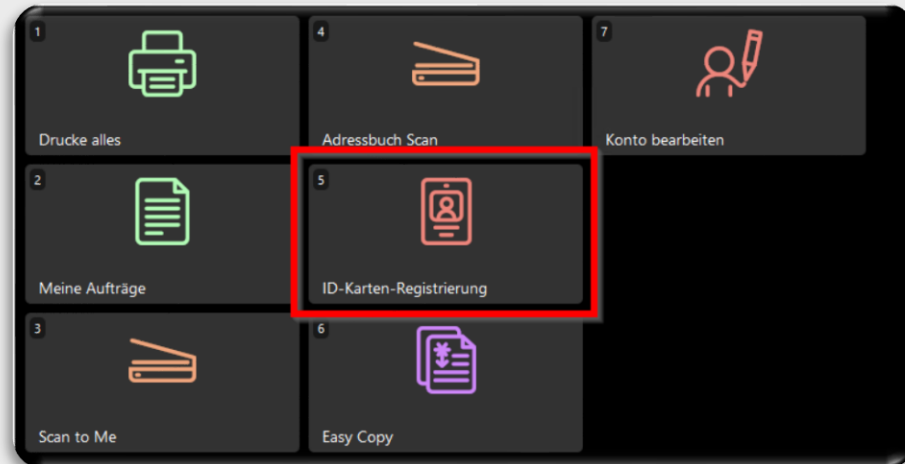 1
Drucke alles
4
Adressbuch Scan
7
Konto bearbeiten
2
Meine Aufträge
5
ID-Karten-Registrierung
3
Scan to Me
6
Easy Copy